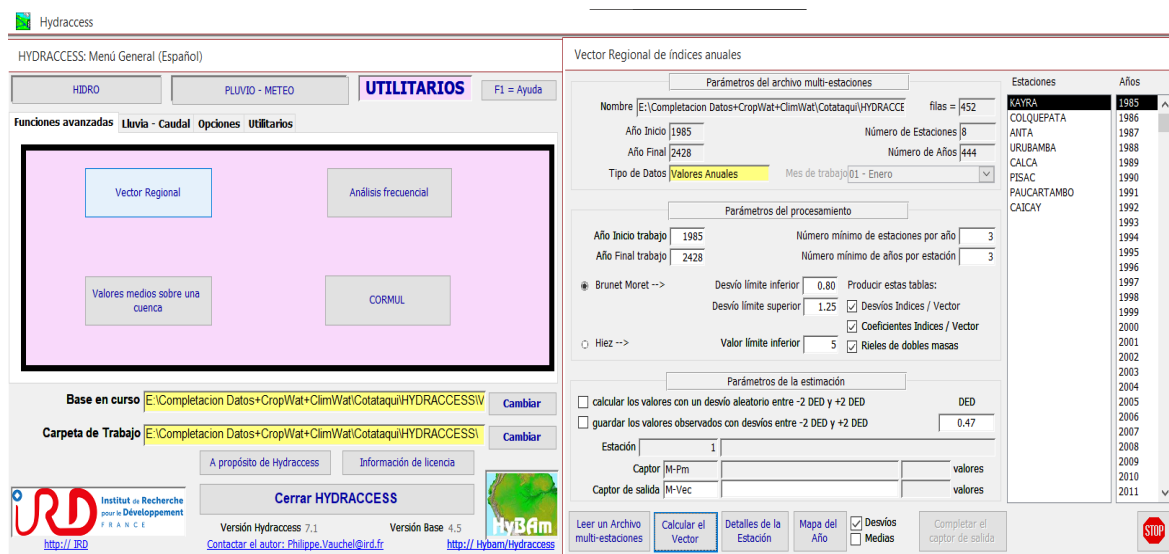 Hydraccess
HYDRACCESS: Menú General (Español)
HIDRO
PLUVIO - METEO
UTILITARIOS
F1 = Ayuda
Funciones avanzadas
Lluvia - Caudal
Opciones
Utilitarios
Vector Regional
Análisis frecuencial
Valores medios sobre una
cuenca
CORMUL
Base en curso
E:\Completacion Datos+CropWat+ClimWat\Cotataqui\HYDRACCESS\V
Cambiar
Carpeta de Trabajo
E:\Completacion Datos+CropWat+ClimWat\Cotataqui\HYDRACCESS\
Cambiar
A propósito de Hydraccess
Información de licencia
IRD
Institut de Recherche
pour le Développement
FRANCE
Cerrar HYDRACCESS
HyBAm
Versión Hydraccess 7.1
Versión Base 4.5
http:// IRD
Contactar el autor: Philippe.Vauchel@ird.fr
http:// Hybam/Hydraccess
Vector Regional de índices anuales
Parámetros del archivo multi-estaciones
Nombre E:\Completacion Datos+CropWat+ClimWat\Cotataqui\HYDRACCE
filas = 452
Año Inicio 1985
Número de Estaciones 8
Año Final 2428
Número de Años 444
Tipo de Datos Valores Anuales
Mes de trabajo 01 - Enero
Parámetros del procesamiento
Año Inicio trabajo 1985
Número mínimo de estaciones por año 3
Año Final trabajo 2428
Número mínimo de años por estación 3
Brunet Moret -->
Desvío límite inferior 0.80
Producir estas tablas:
Desvío límite superior 1.25
Desvíos Indices / Vector
Coeficientes Indices / Vector
Hiez -->
Valor límite inferior 5
Rieles de dobles masas
Parámetros de la estimación
calcular los valores con un desvío aleatorio entre -2 DED y +2 DED
DED
guardar los valores observados con desvíos entre -2 DED y +2 DED
0.47
Estación 1
Captor M-Pm
valores
Captor de salida M-Vec
valores
Leer un Archivo
multi-estaciones
Calcular el
Vector
Detalles de la
Estación
Mapa del
Año
Desvíos
Medias
Completar el
captor de salida
STOP
Estaciones
KAYRA
COLQUEPATA
ANTA
URUBAMBA
CALCA
PISAC
PAUCARTAMBO
CAICAY
Años
1985
1986
1987
1988
1989
1990
1991
1992
1993
1994
1995
1996
1997
1998
1999
2000
2001
2002
2003
2004
2005
2006
2007
2008
2009
2010
2011